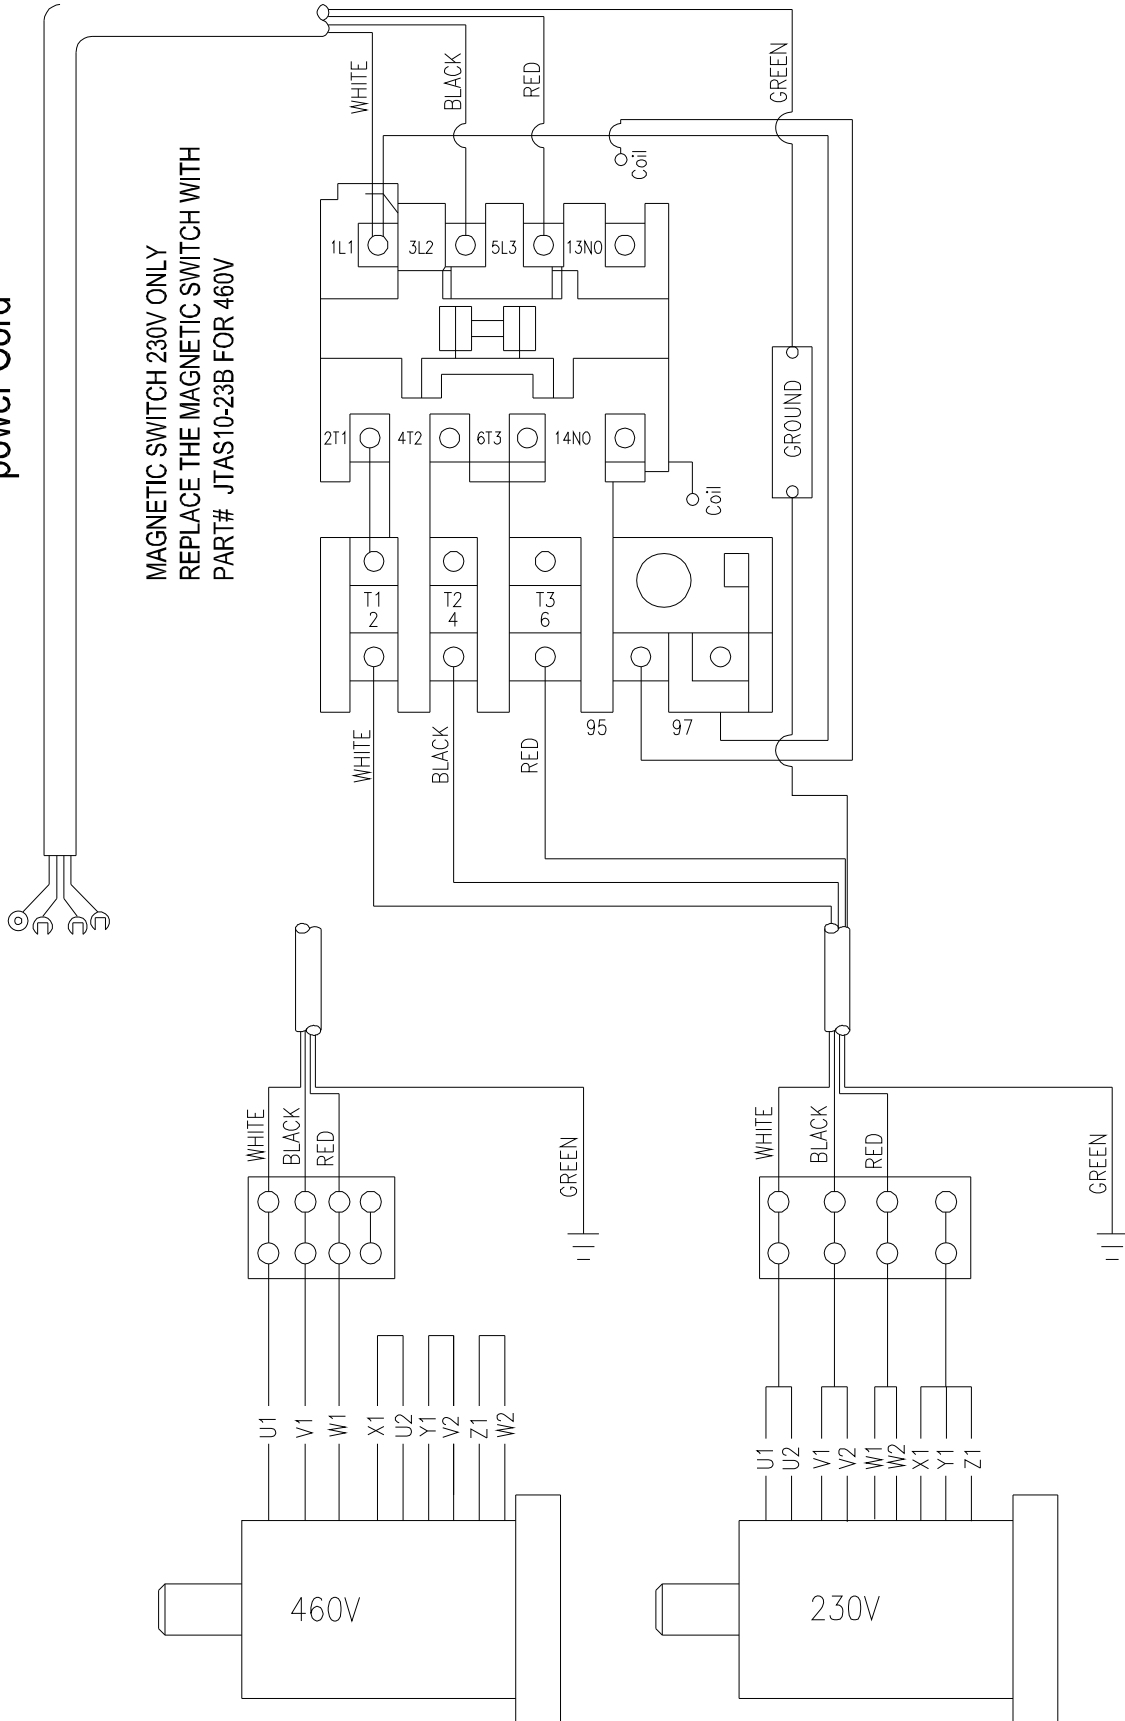 power Cord
MAGNETIC SWITCH 230V ONLY
REPLACE THE MAGNETIC SWITCH WITH
PART# JTAS10-23B FOR 460V
WHITE
BLACK
RED
GREEN
Coil
1L1
3L2
5L3
13NO
2T1
4T2
6T3
14NO
Coil
GROUND
T1
2
T2
4
T3
6
95
97
WHITE
BLACK
RED
WHITE
BLACK
RED
GREEN
WHITE
BLACK
RED
GREEN
U1
V1
W1
X1
U2
Y1
V2
Z1
W2
U1
U2
V1
V2
W1
W2
X1
Y1
Z1
460V
230V